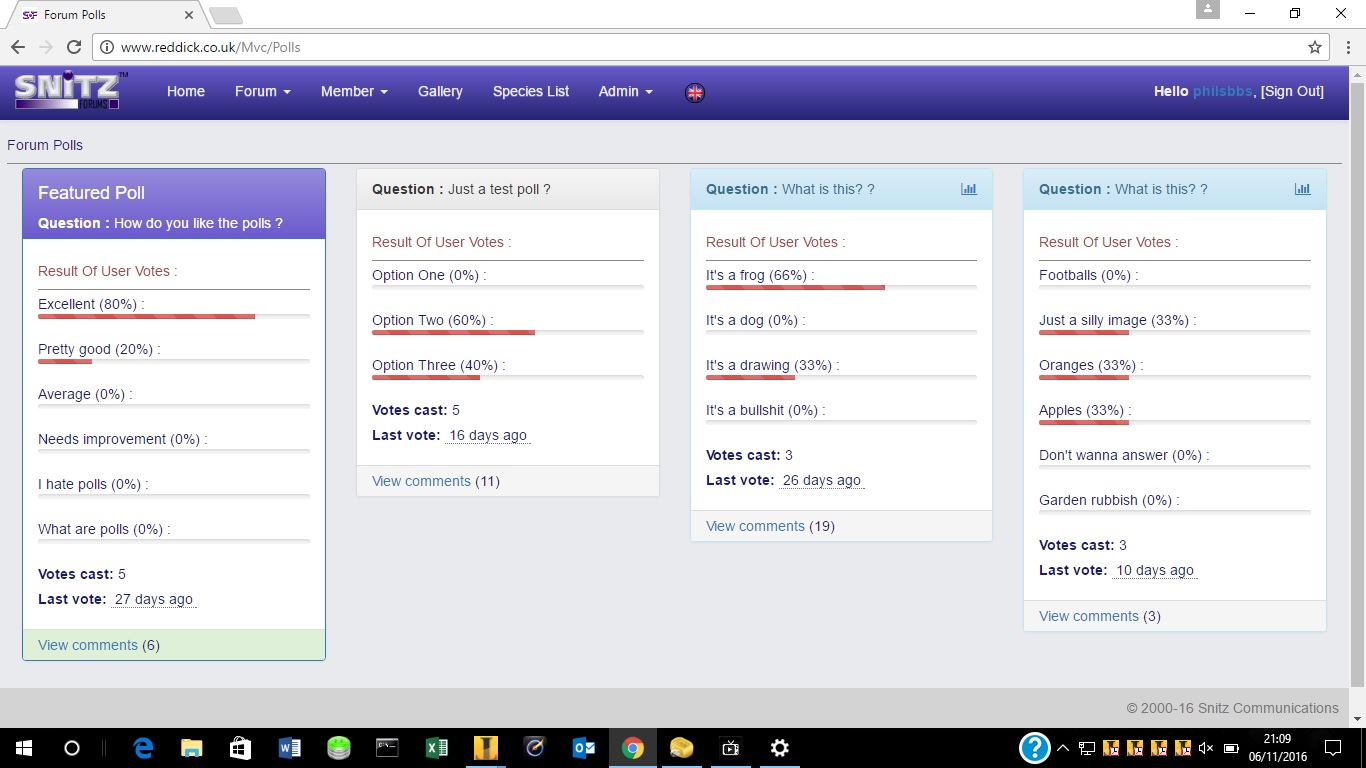 Forum Polls
www.reddick.co.uk/Mvc/Polls
SNiTZ™ FORUMS
Home Forum Member Gallery Species List Admin
Hello philsbbs, [Sign Out]
Forum Polls
Featured Poll
Question : How do you like the polls ?
Result Of User Votes :
Excellent (80%) :
Pretty good (20%) :
Average (0%) :
Needs improvement (0%) :
I hate polls (0%) :
What are polls (0%) :
Votes cast: 5
Last vote: 27 days ago
View comments (6)
Question : Just a test poll ?
Result Of User Votes :
Option One (0%) :
Option Two (60%) :
Option Three (40%) :
Votes cast: 5
Last vote: 16 days ago
View comments (11)
Question : What is this? ?
Result Of User Votes :
It's a frog (66%) :
It's a dog (0%) :
It's a drawing (33%) :
It's a bullshit (0%) :
Votes cast: 3
Last vote: 26 days ago
View comments (19)
Question : What is this? ?
Result Of User Votes :
Footballs (0%) :
Just a silly image (33%) :
Oranges (33%) :
Apples (33%) :
Don't wanna answer (0%) :
Garden rubbish (0%) :
Votes cast: 3
Last vote: 10 days ago
View comments (3)
© 2000-16 Snitz Communications
21:09
06/11/2016